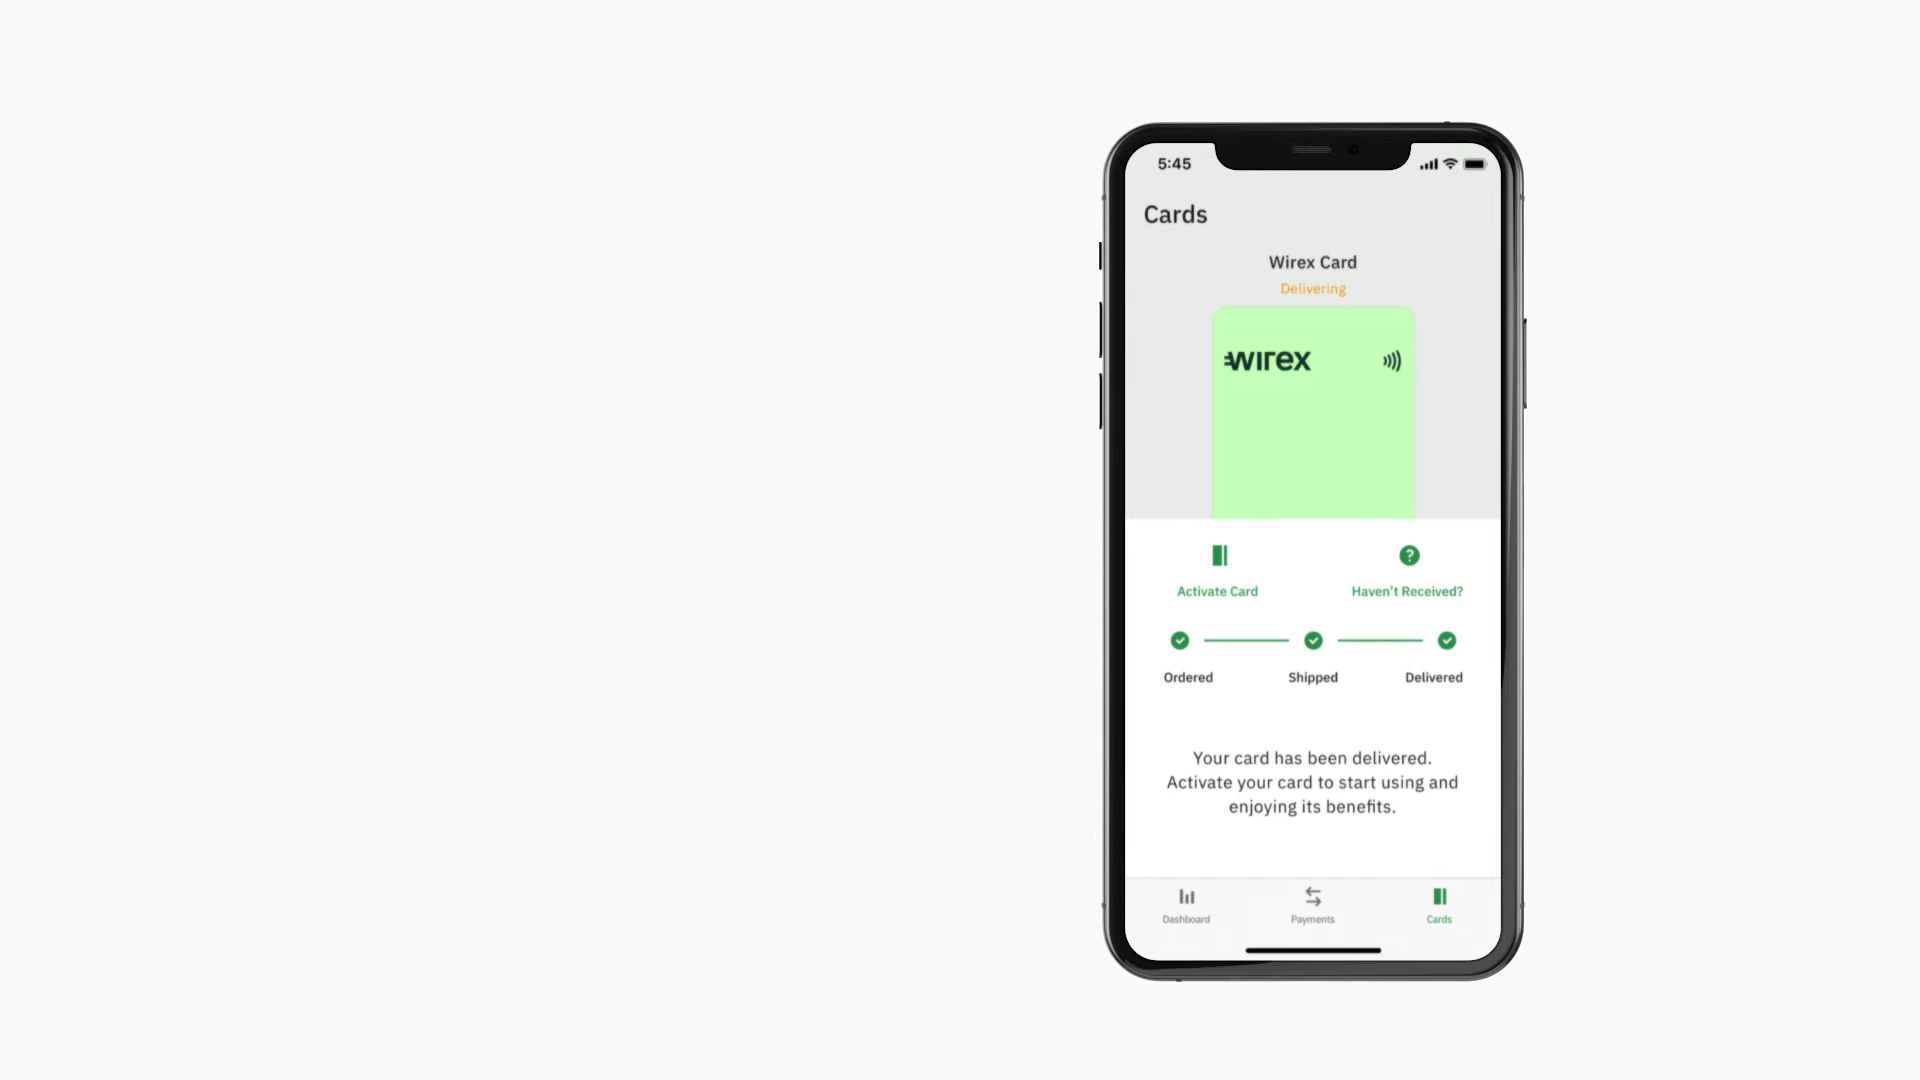 5:45
Cards
Wirex Card
Delivering
wirex
Activate Card
Haven't Received?
Ordered
Shipped
Delivered
Your card has been delivered.
Activate your card to start using and
enjoying its benefits.
Dashboard
Payments
Cards